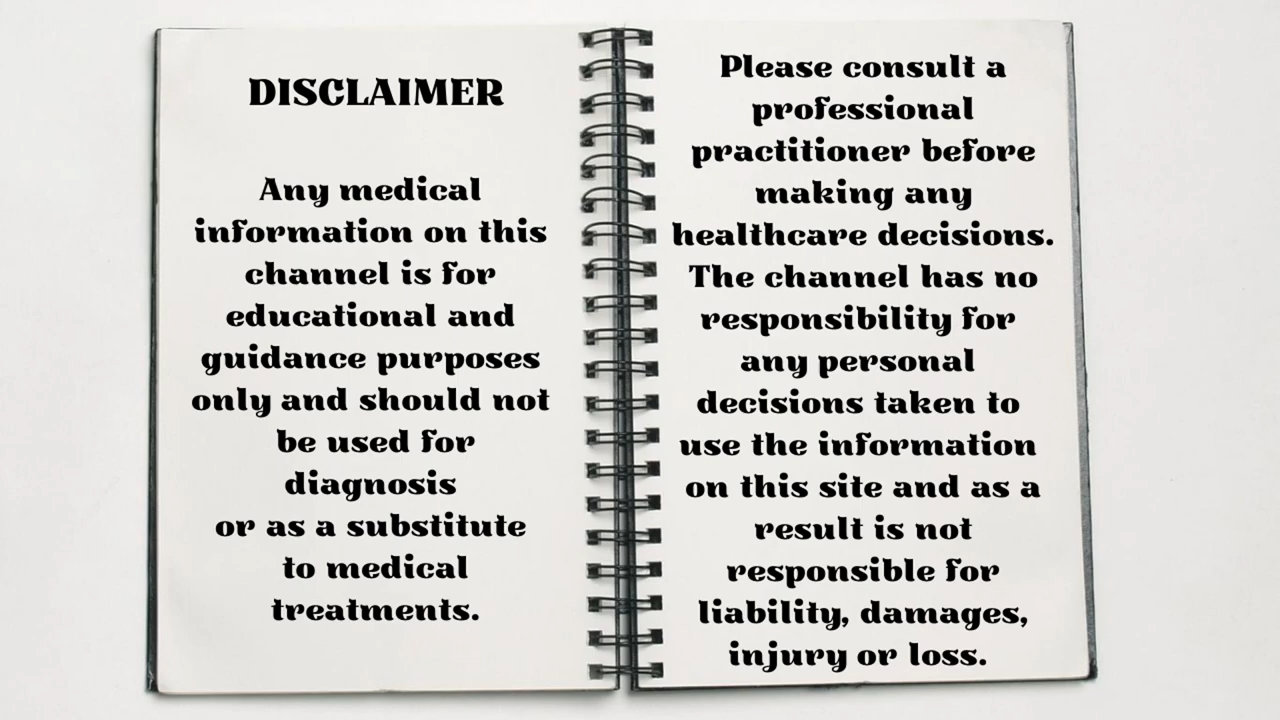 DISCLAIMER
Any medical
information on this
channel is for
educational and
guidance purposes
only and should not
be used for
diagnosis
or as a substitute
to medical
treatments.
Please consult a
professional
practitioner before
making any
healthcare decisions.
The channel has no
responsibility for
any personal
decisions taken to
use the information
on this site and as a
result is not
responsible for
liability, damages,
injury or loss.